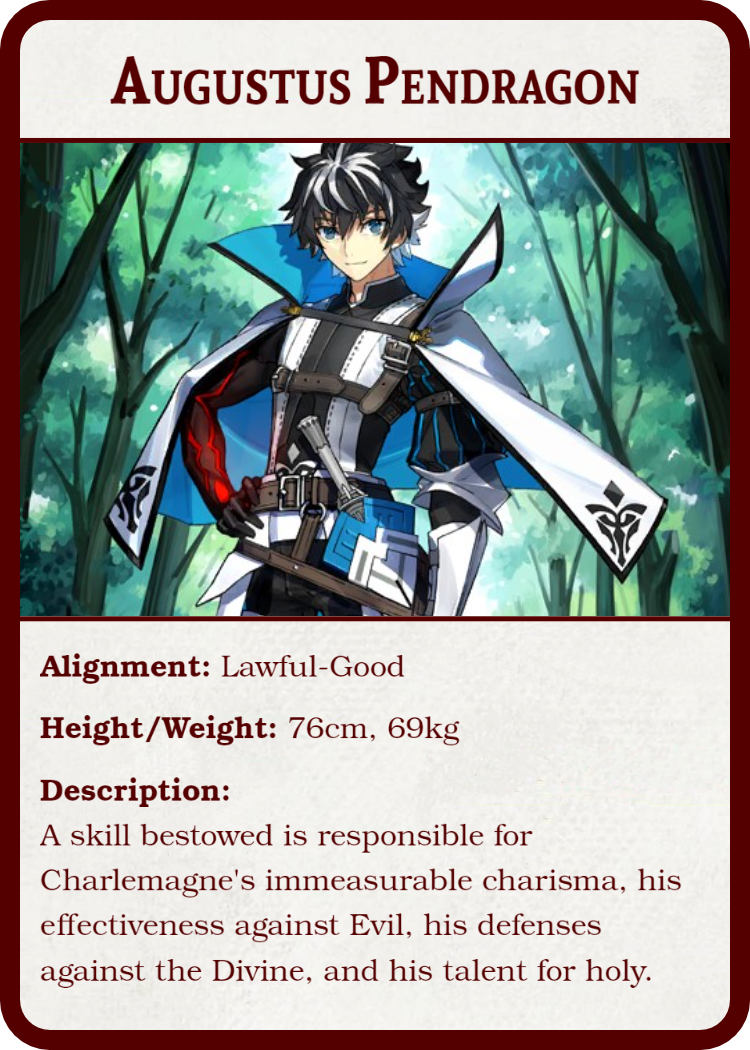 Augustus Pendragon
Alignment: Lawful-Good
Height/Weight: 76cm, 69kg
Description:
A skill bestowed is responsible for
Charlemagne's immeasurable charisma, his
effectiveness against Evil, his defenses
against the Divine, and his talent for holy.